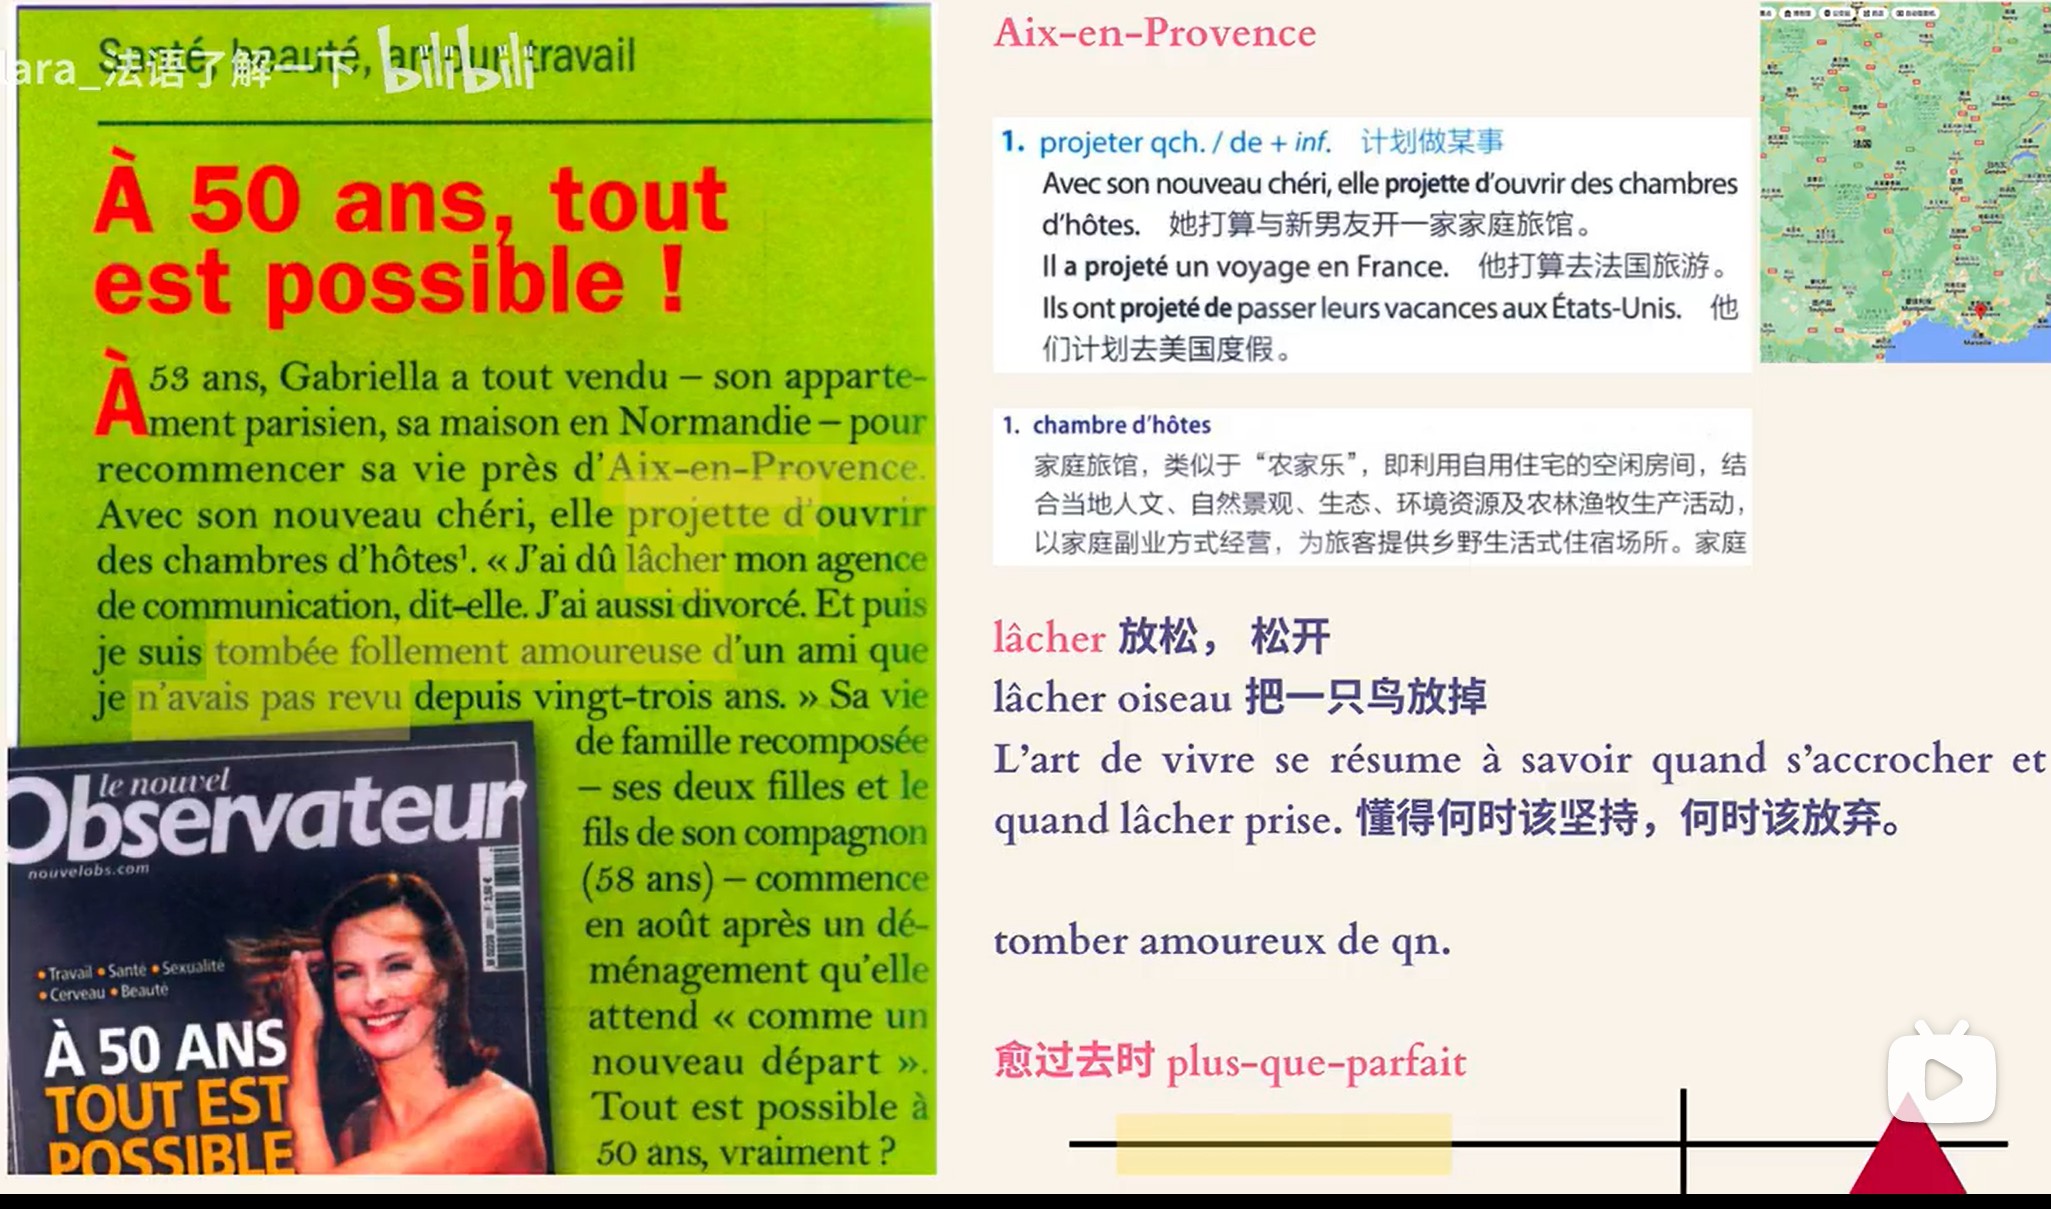 Santé, beauté, amour, travail
ara_法语了解一下 bilibili
À 50 ans, tout
est possible !
À 53 ans, Gabriella a tout vendu – son apparte-
ment parisien, sa maison en Normandie – pour
recommencer sa vie près d'Aix-en-Provence.
Avec son nouveau chéri, elle projette d'ouvrir
des chambres d'hôtes¹. « J'ai dû lâcher mon agence
de communication, dit-elle. J'ai aussi divorcé. Et puis
je suis tombée follement amoureuse d'un ami que
je n'avais pas revu depuis vingt-trois ans. » Sa vie
de famille recomposée
– ses deux filles et le
fils de son compagnon
(58 ans) – commence
en août après un dé-
ménagement qu'elle
attend « comme un
nouveau départ ».
Tout est possible à
50 ans, vraiment ?
le nouvel
Observateur
nouvelobs.com
• Travail • Santé • Sexualité
• Cerveau • Beauté
À 50 ANS
TOUT EST
POSSIBLE
Aix-en-Provence
1. projeter qch. / de + inf. 计划做某事
Avec son nouveau chéri, elle projette d'ouvrir des chambres
d'hôtes. 她打算与新男友开一家家庭旅馆。
Il a projeté un voyage en France. 他打算去法国旅游。
Ils ont projeté de passer leurs vacances aux États-Unis. 他
们计划去美国度假。
1. chambre d'hôtes
家庭旅馆，类似于“农家乐”，即利用自用住宅的空闲房间，结
合当地人文、自然景观、生态、环境资源及农林渔牧生产活动，
以家庭副业方式经营，为旅客提供乡野生活式住宿场所。家庭
lâcher 放松， 松开
lâcher oiseau 把一只鸟放掉
L'art de vivre se résume à savoir quand s'accrocher et
quand lâcher prise. 懂得何时该坚持，何时该放弃。
tomber amoureux de qn.
愈过去时 plus-que-parfait